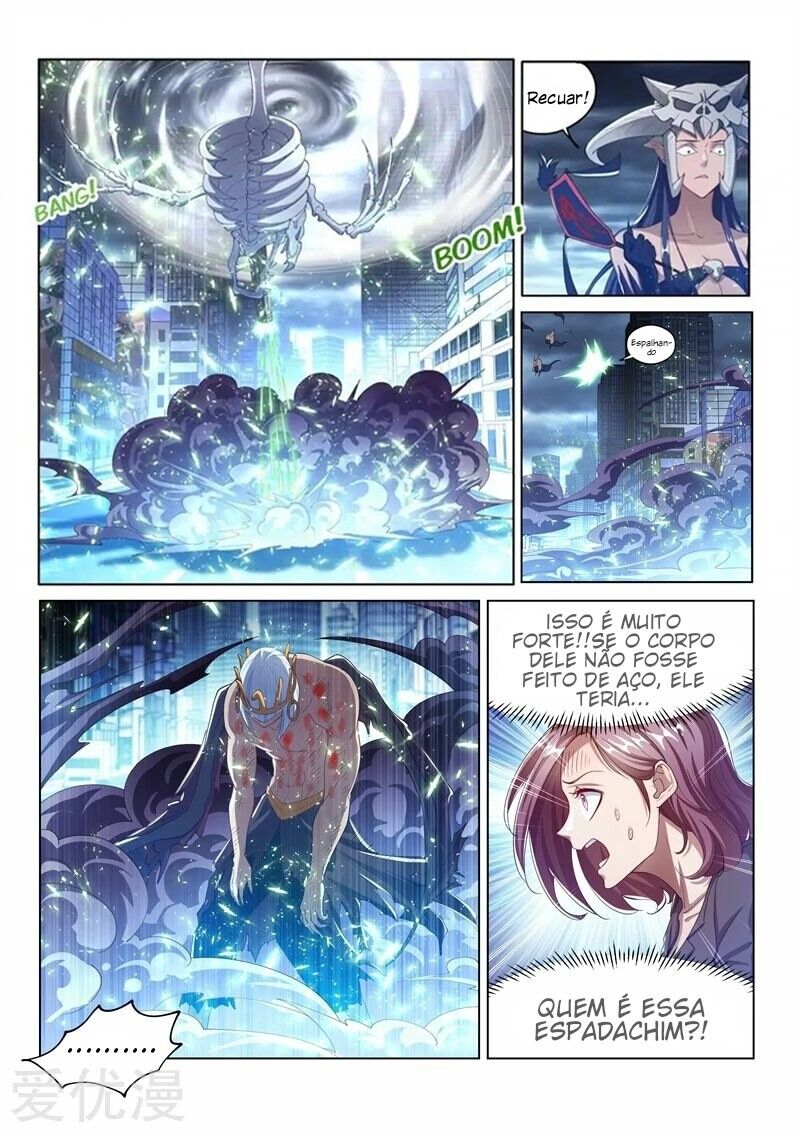 BANG!
BOOM!
Recuar!
Espalhan-
do
ISSO É MUITO
FORTE!!SE O CORPO
DELE NÃO FOSSE
FEITO DE AÇO, ELE
TERIA...
QUEM É ESSA
ESPADACHIM?!
...........
爱优漫